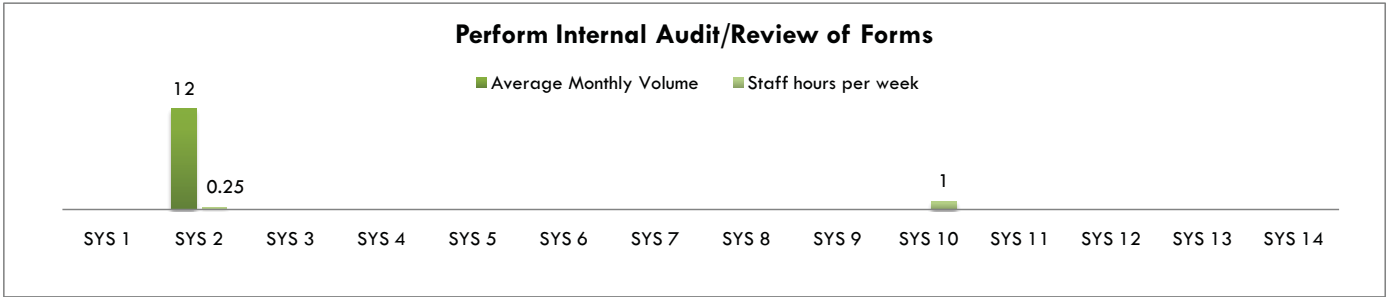 Perform Internal Audit/Review of Forms
Average Monthly Volume Staff hours per week
12
0.25
1
SYS 1 SYS 2 SYS 3 SYS 4 SYS 5 SYS 6 SYS 7 SYS 8 SYS 9 SYS 10 SYS 11 SYS 12 SYS 13 SYS 14